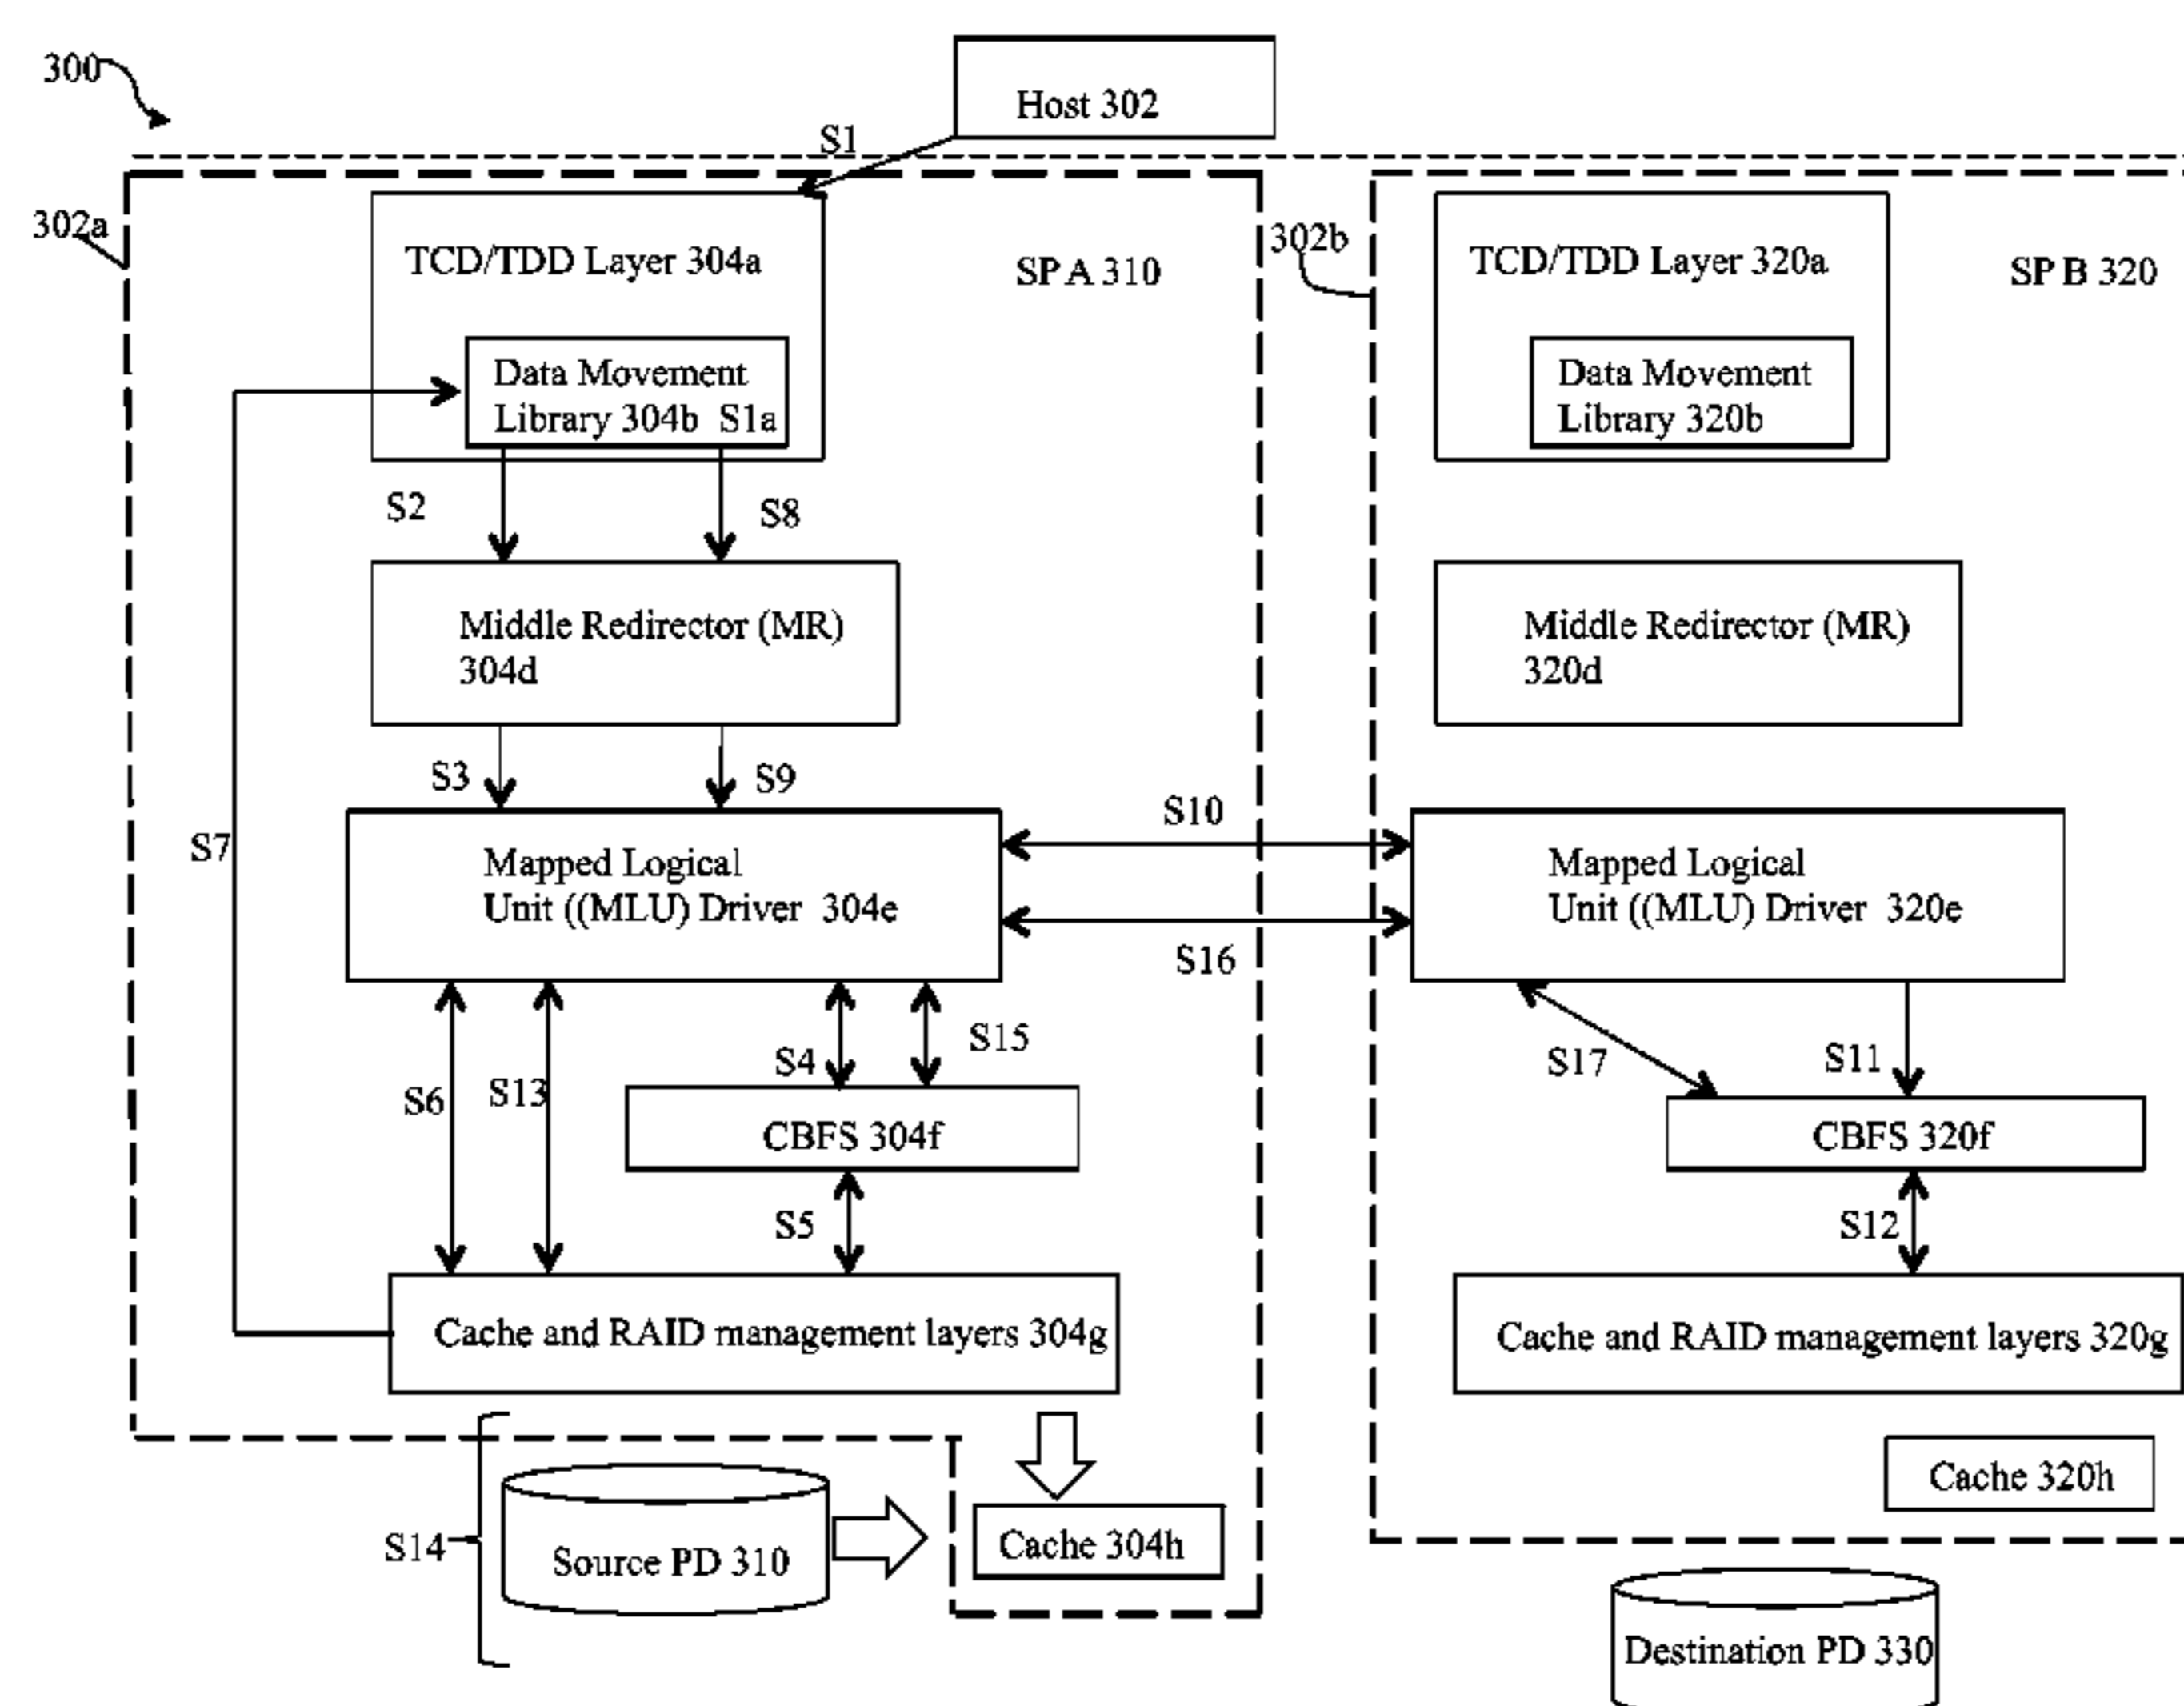 300
Host 302
S1
302a
TCD/TDD Layer 304a
SP A 310
302b
TCD/TDD Layer 320a
SP B 320
Data Movement
Library 304b S1a
Data Movement
Library 320b
S2
S8
Middle Redirector (MR)
304d
Middle Redirector (MR)
320d
S3
S9
S10
S7
Mapped Logical
Unit ((MLU) Driver 304e
Mapped Logical
Unit ((MLU) Driver 320e
S16
S6
S13
S4
S15
S17
S11
CBFS 304f
CBFS 320f
S5
S12
Cache and RAID management layers 304g
Cache and RAID management layers 320g
Cache 320h
S14
Source PD 310
Cache 304h
Destination PD 330